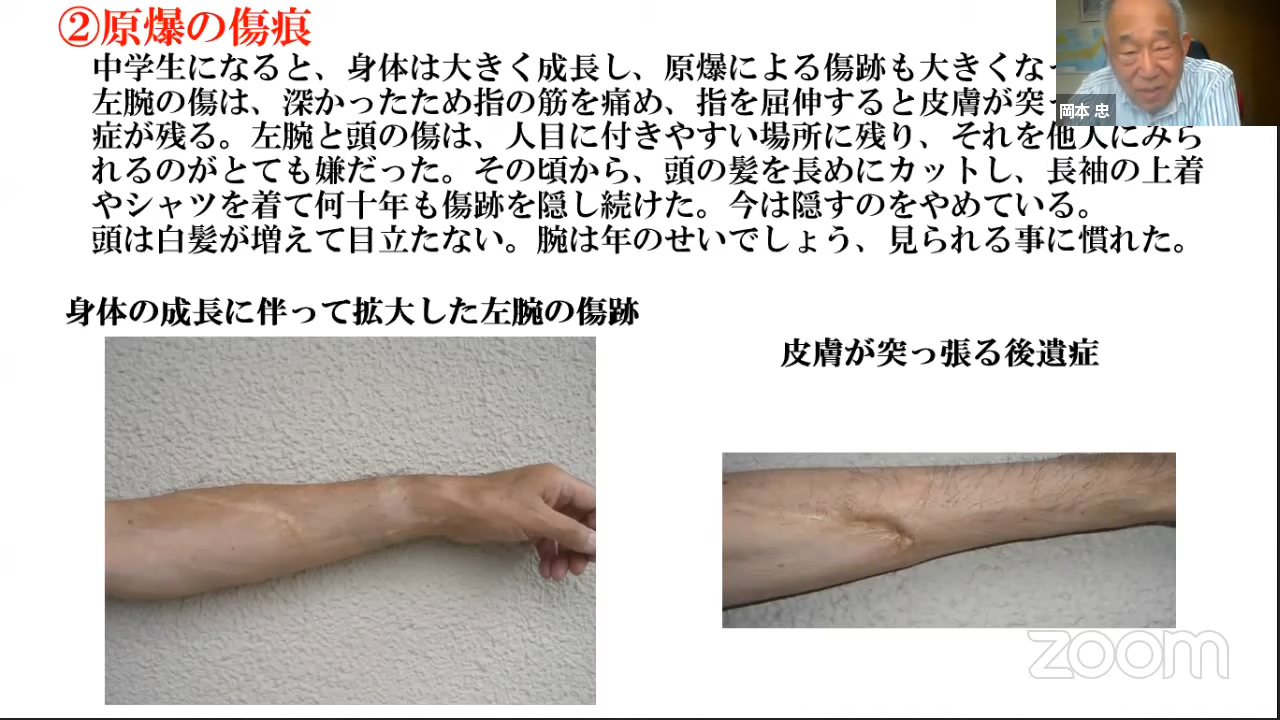 ②原爆の傷痕
中学生になると、身体は大きく成長し、原爆による傷跡も大きくなっ
左腕の傷は、深かったため指の筋を痛め、指を屈伸すると皮膚が突っ
症が残る。左腕と頭の傷は、人目に付きやすい場所に残り、それを他人にみら
れるのがとても嫌だった。その頃から、頭の髪を長めにカットし、長袖の上着
やシャツを着て何十年も傷跡を隠し続けた。今は隠すのをやめている。
頭は白髪が増えて目立たない。腕は年のせいでしょう、見られる事に慣れた。
岡本 忠
身体の成長に伴って拡大した左腕の傷跡
皮膚が突っ張る後遺症
zoom